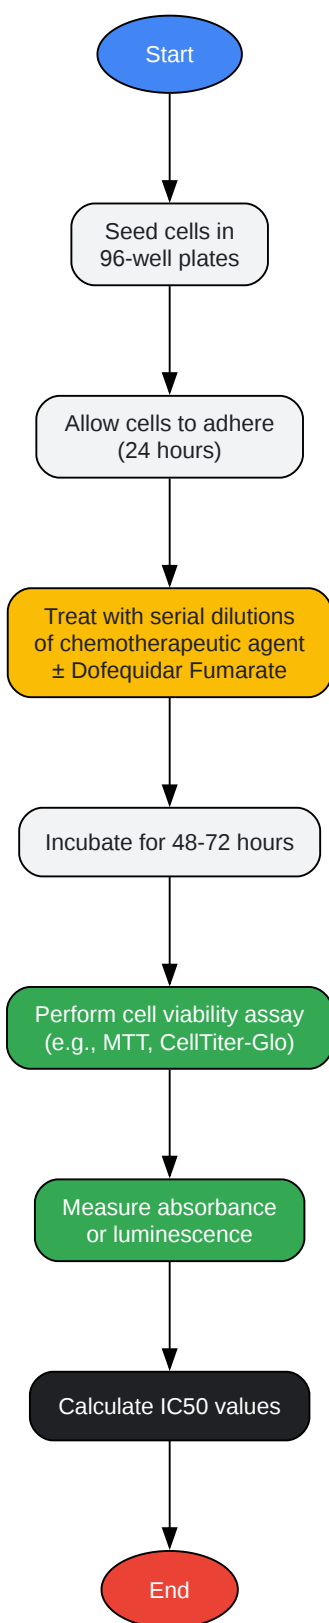 Start
Seed cells in
96-well plates
Allow cells to adhere
(24 hours)
Treat with serial dilutions
of chemotherapeutic agent
± Dofequidar Fumarate
Incubate for 48-72 hours
Perform cell viability assay
(e.g., MTT, CellTiter-Glo)
Measure absorbance
or luminescence
Calculate IC50 values
End